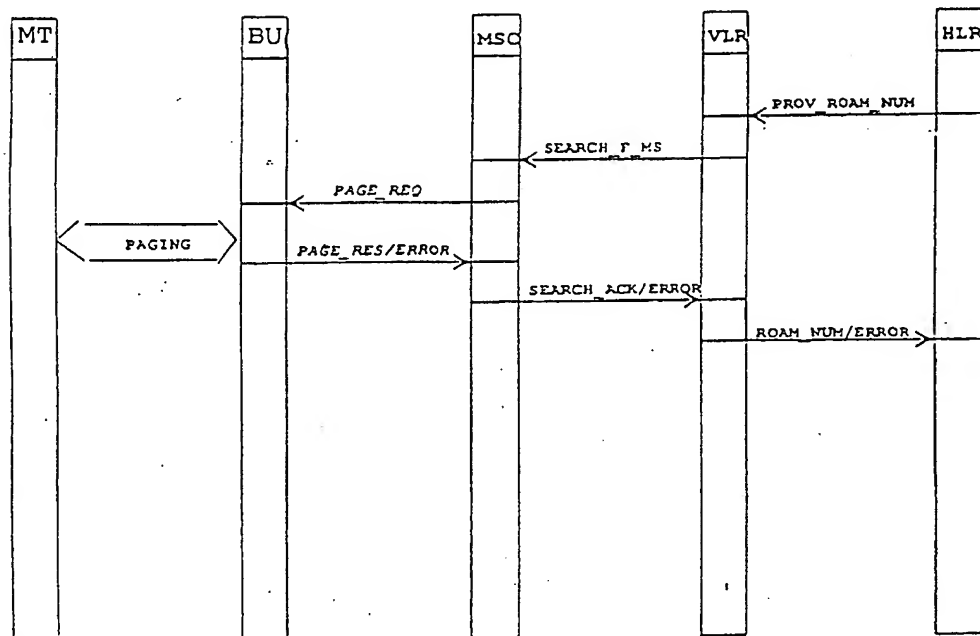 MT BU MSC VLR HLR
PROV_ROAM_NUM
SEARCH_F_MS
PAGE_REQ
PAGING
PAGE_RES/ERROR
SEARCH_ACK/ERROR
ROAM_NUM/ERROR